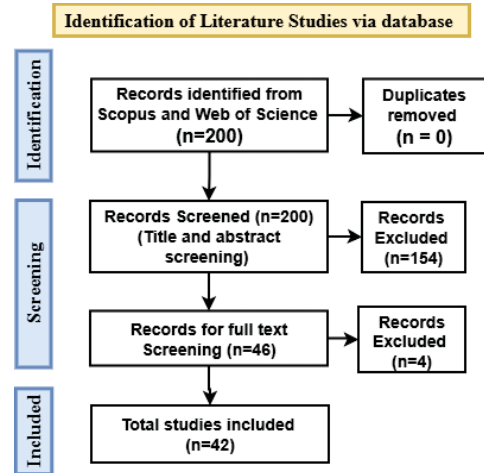 Identification of Literature Studies via database
Identification
Records identified from
Scopus and Web of Science
(n=200)
Duplicates
removed
(n = 0)
Screening
Records Screened (n=200)
(Title and abstract
screening)
Records
Excluded
(n=154)
Records for full text
Screening (n=46)
Records
Excluded
(n=4)
Included
Total studies included
(n=42)